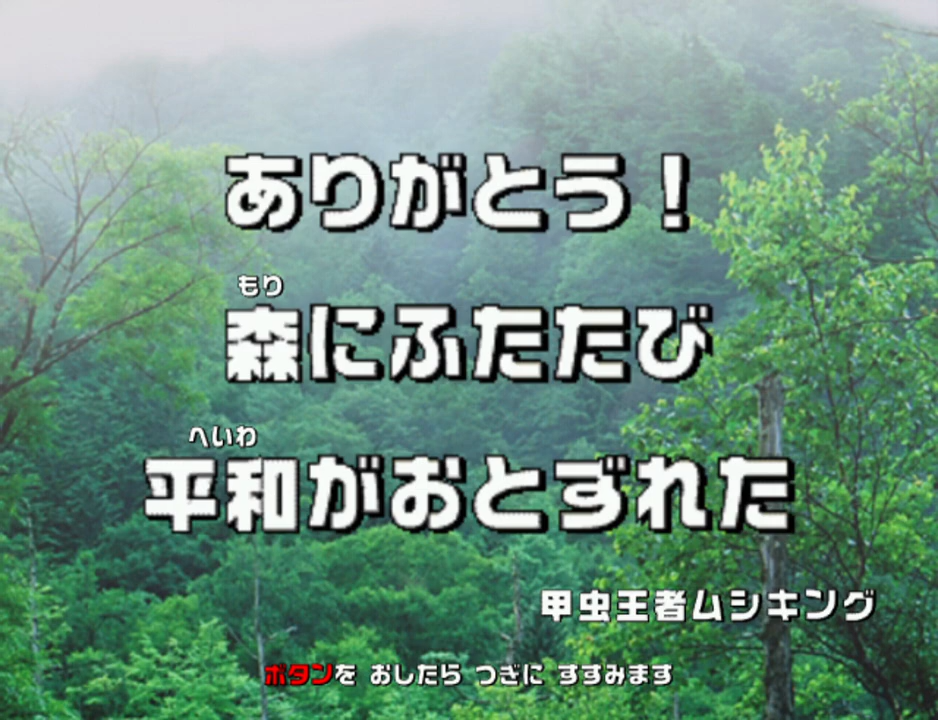 ありがとう！
もり
森にふたたび
へいわ
平和がおとずれた
甲虫王者ムシキング
ボタンを おしたら つぎに すすみます